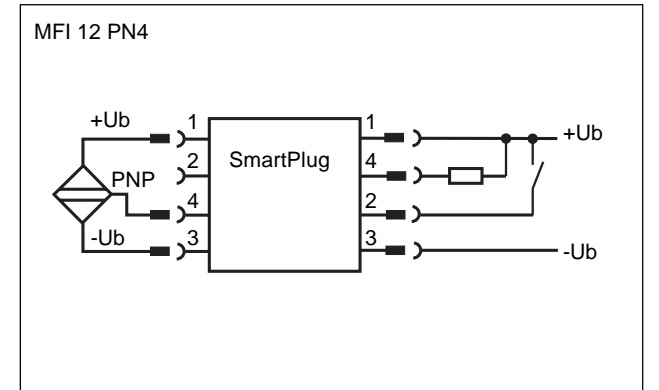 MFI 12 PN4
+Ub 1 1 +Ub
2 SmartPlug 4
PNP
4 2
-Ub 3 3 -Ub